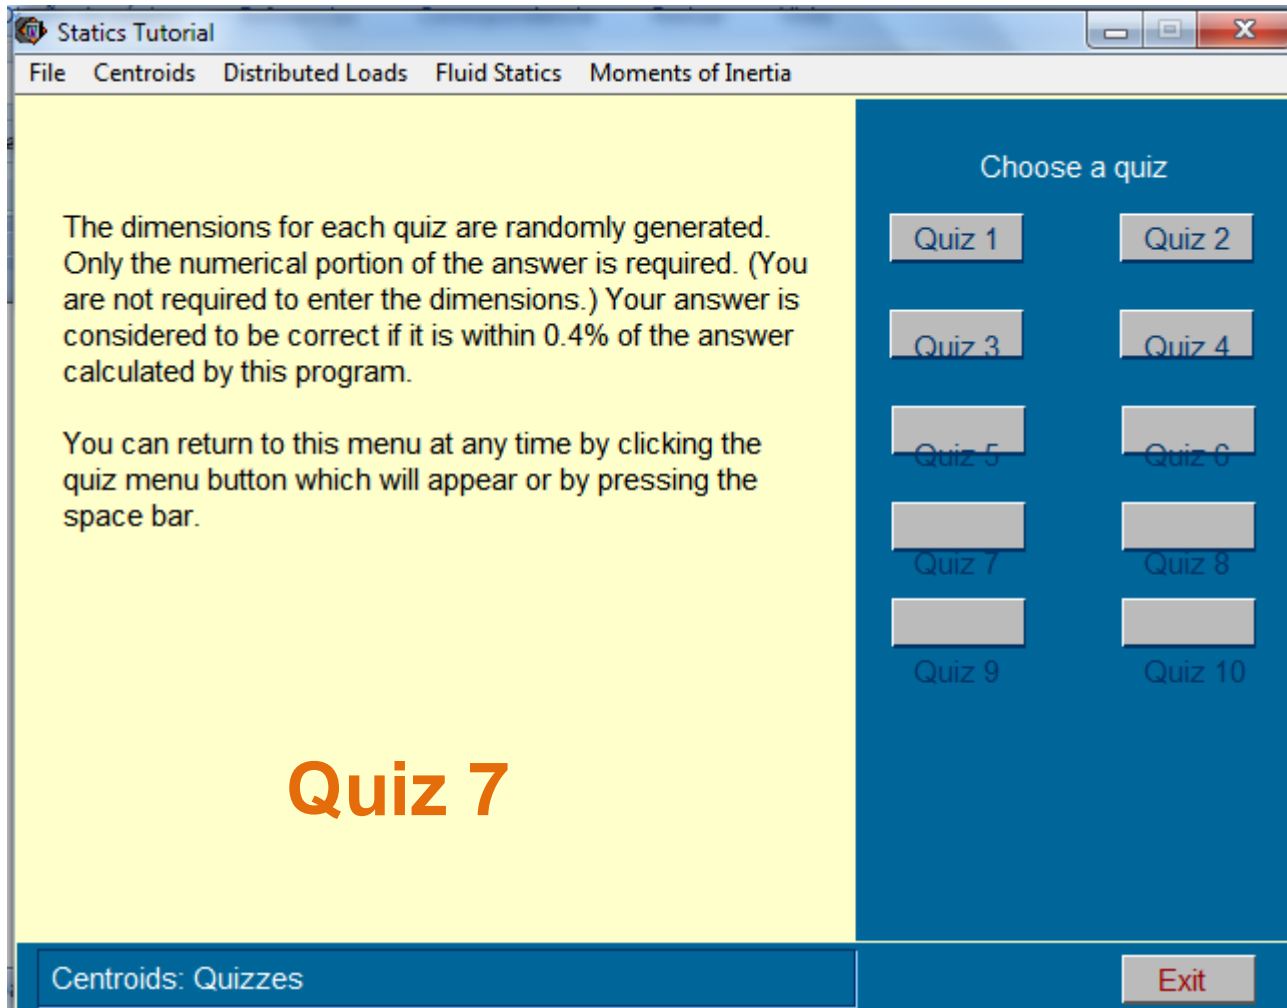 Statics Tutorial
File Centroids Distributed Loads Fluid Statics Moments of Inertia
The dimensions for each quiz are randomly generated.
Only the numerical portion of the answer is required. (You
are not required to enter the dimensions.) Your answer is
considered to be correct if it is within 0.4% of the answer
calculated by this program.
You can return to this menu at any time by clicking the
quiz menu button which will appear or by pressing the
space bar.
Quiz 7
Choose a quiz
Quiz 1 Quiz 2
Quiz 3 Quiz 4
Quiz 5 Quiz 6
Quiz 7 Quiz 8
Quiz 9 Quiz 10
Centroids: Quizzes
Exit